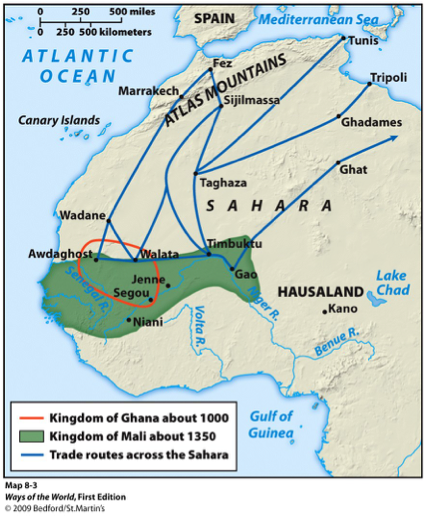 0 250 500 miles
0 250 500 kilometers
SPAIN
Mediterranean Sea
ATLANTIC
OCEAN
Tunis
Fez
Tripoli
Marrakech
ATLAS MOUNTAINS
Sijilmassa
Canary Islands
Ghadames
Ghat
Taghaza
SAHARA
Wadane
Awdaghost
Walata
Timbuktu
Senegal R.
Jenne
Gao
Segou
HAUSALAND
Lake
Chad
Niger R.
Niani
Kano
Volta R.
Benue R.
Gulf of
Guinea
Kingdom of Ghana about 1000
Kingdom of Mali about 1350
Trade routes across the Sahara
Map 8-3
Ways of the World, First Edition
© 2009 Bedford/St.Martin's